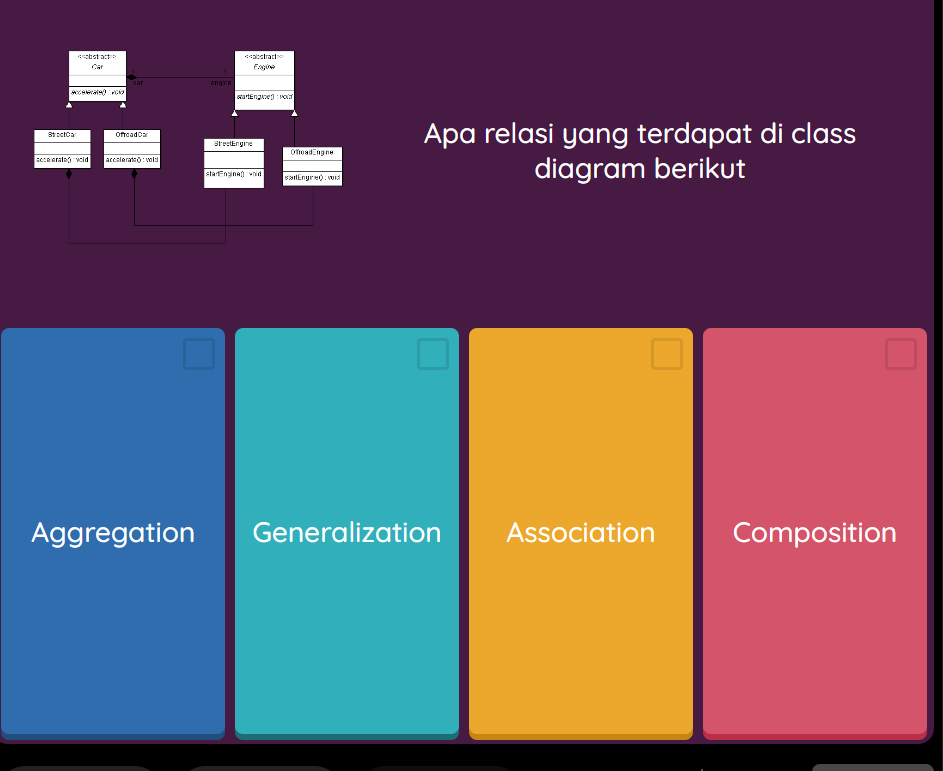 <<abstract>>
Car
accelerate() : void
car
engine
<<abstract>>
Engine
startEngine() : void
StreetCar
accelerate() : void
OffroadCar
accelerate() : void
StreetEngine
startEngine() : void
OffroadEngine
startEngine() : void
Apa relasi yang terdapat di class
diagram berikut
Aggregation
Generalization
Association
Composition